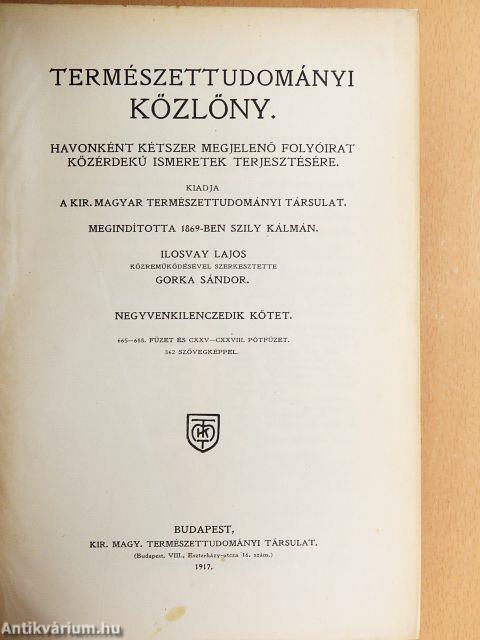 TERMÉSZETTUDOMÁNYI
KÖZLÖNY.
HAVONKÉNT KÉTSZER MEGJELENŐ FOLYÓIRAT
KÖZÉRDEKŰ ISMERETEK TERJESZTÉSÉRE.
KIADJA
A KIR. MAGYAR TERMÉSZETTUDOMÁNYI TÁRSULAT.
MEGINDÍTOTTA 1869-BEN SZILY KÁLMÁN.
ILOSVAY LAJOS
KÖZREMŰKÖDÉSÉVEL SZERKESZTETTE
GORKA SÁNDOR.
NEGYVENKILENCZEDIK KÖTET.
665—688. FÜZET ÉS CXXV—CXXVIII. PÓTFÜZET.
362 SZÖVEGKÉPPEL.
BUDAPEST,
KIR. MAGY. TERMÉSZETTUDOMÁNYI TÁRSULAT.
(Budapest, VIII., Eszterházy-utcza 16. szám.)
1917.
Antikvárium.hu